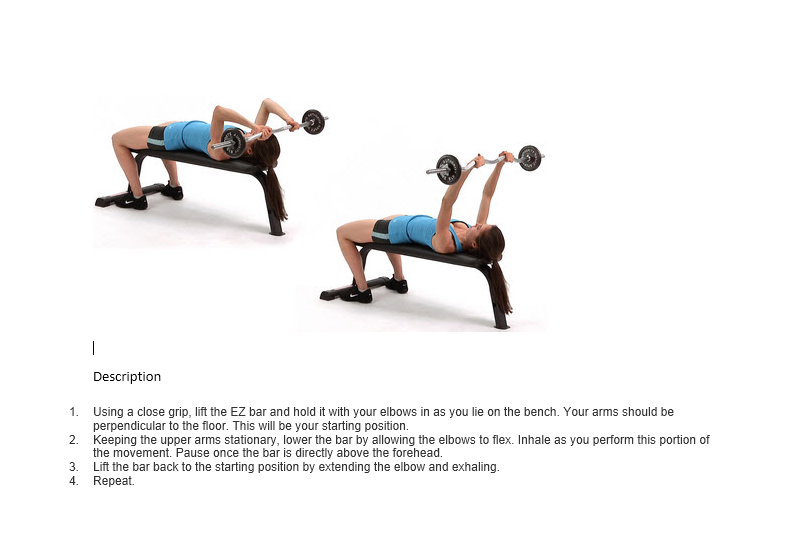 Description
1. Using a close grip, lift the EZ bar and hold it with your elbows in as you lie on the bench. Your arms should be
perpendicular to the floor. This will be your starting position.
2. Keeping the upper arms stationary, lower the bar by allowing the elbows to flex. Inhale as you perform this portion of
the movement. Pause once the bar is directly above the forehead.
3. Lift the bar back to the starting position by extending the elbow and exhaling.
4. Repeat.